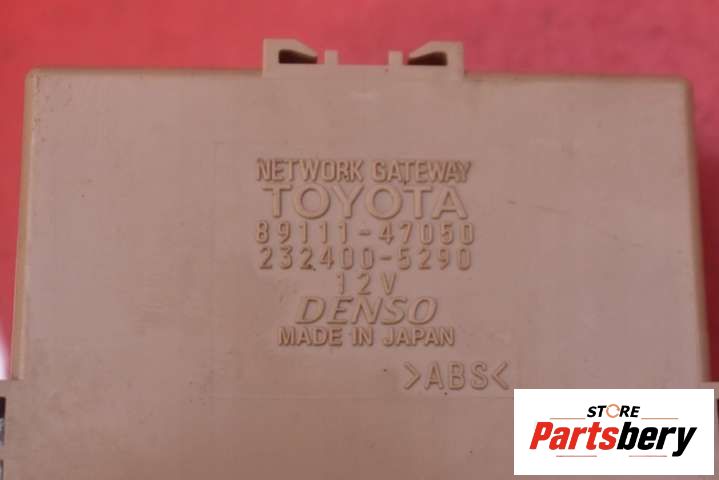 NETWORK GATEWAY
TOYOTA
89111-47050
232400-5290
12V
DENSO
MADE IN JAPAN
>ABS<
STORE
Partsbery